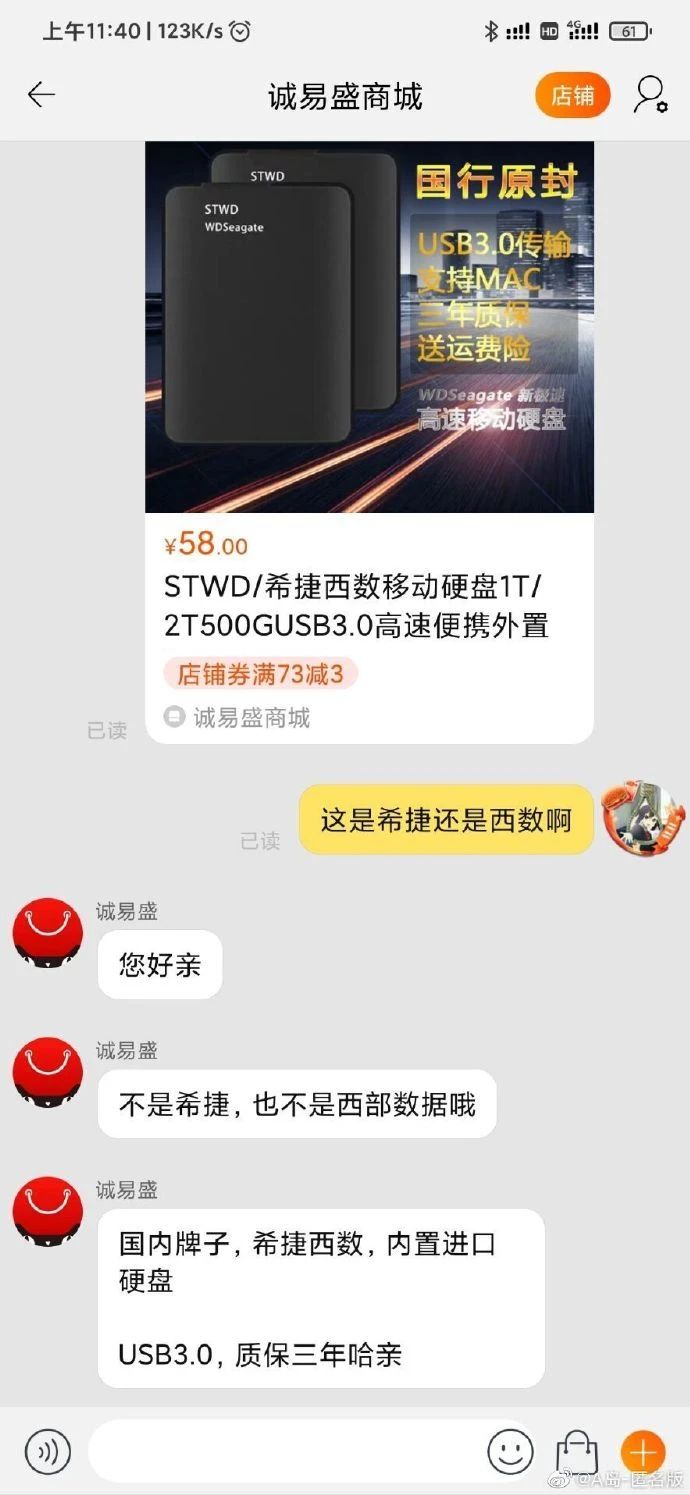 上午11:40 | 123K/s
HD
4G
61
诚易盛商城
店铺
STWD
STWD
WDSeagate
国行原封
USB3.0传输
支持MAC
三年质保
送运费险
WDSeagate 新极速
高速移动硬盘
¥58.00
STWD/希捷西数移动硬盘1T/
2T500GUSB3.0高速便携外置
店铺券满73减3
诚易盛商城
已读
这是希捷还是西数啊
已读
诚易盛
您好亲
诚易盛
不是希捷，也不是西部数据哦
诚易盛
国内牌子，希捷西数，内置进口
硬盘
USB3.0，质保三年哈亲
@A岛-匿名版